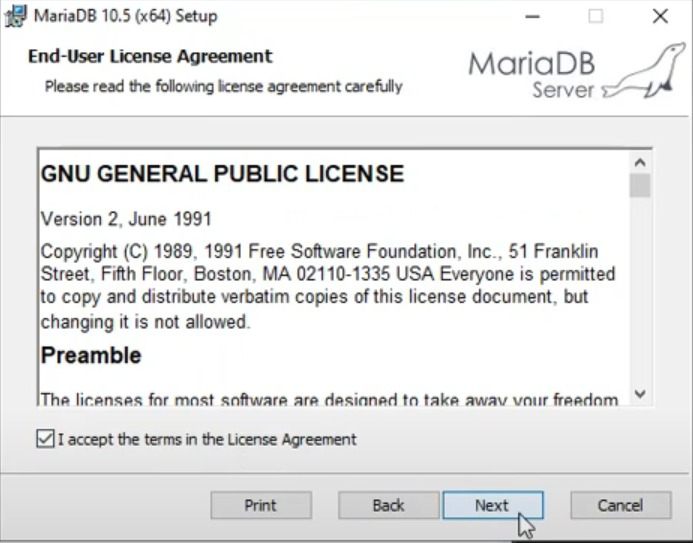 MariaDB 10.5 (x64) Setup
End-User License Agreement
Please read the following license agreement carefully
MariaDB
Server
GNU GENERAL PUBLIC LICENSE
Version 2, June 1991
Copyright (C) 1989, 1991 Free Software Foundation, Inc., 51 Franklin
Street, Fifth Floor, Boston, MA 02110-1335 USA Everyone is permitted
to copy and distribute verbatim copies of this license document, but
changing it is not allowed.
Preamble
The licenses for most software are designed to take away your freedom
I accept the terms in the License Agreement
Print
Back
Next
Cancel